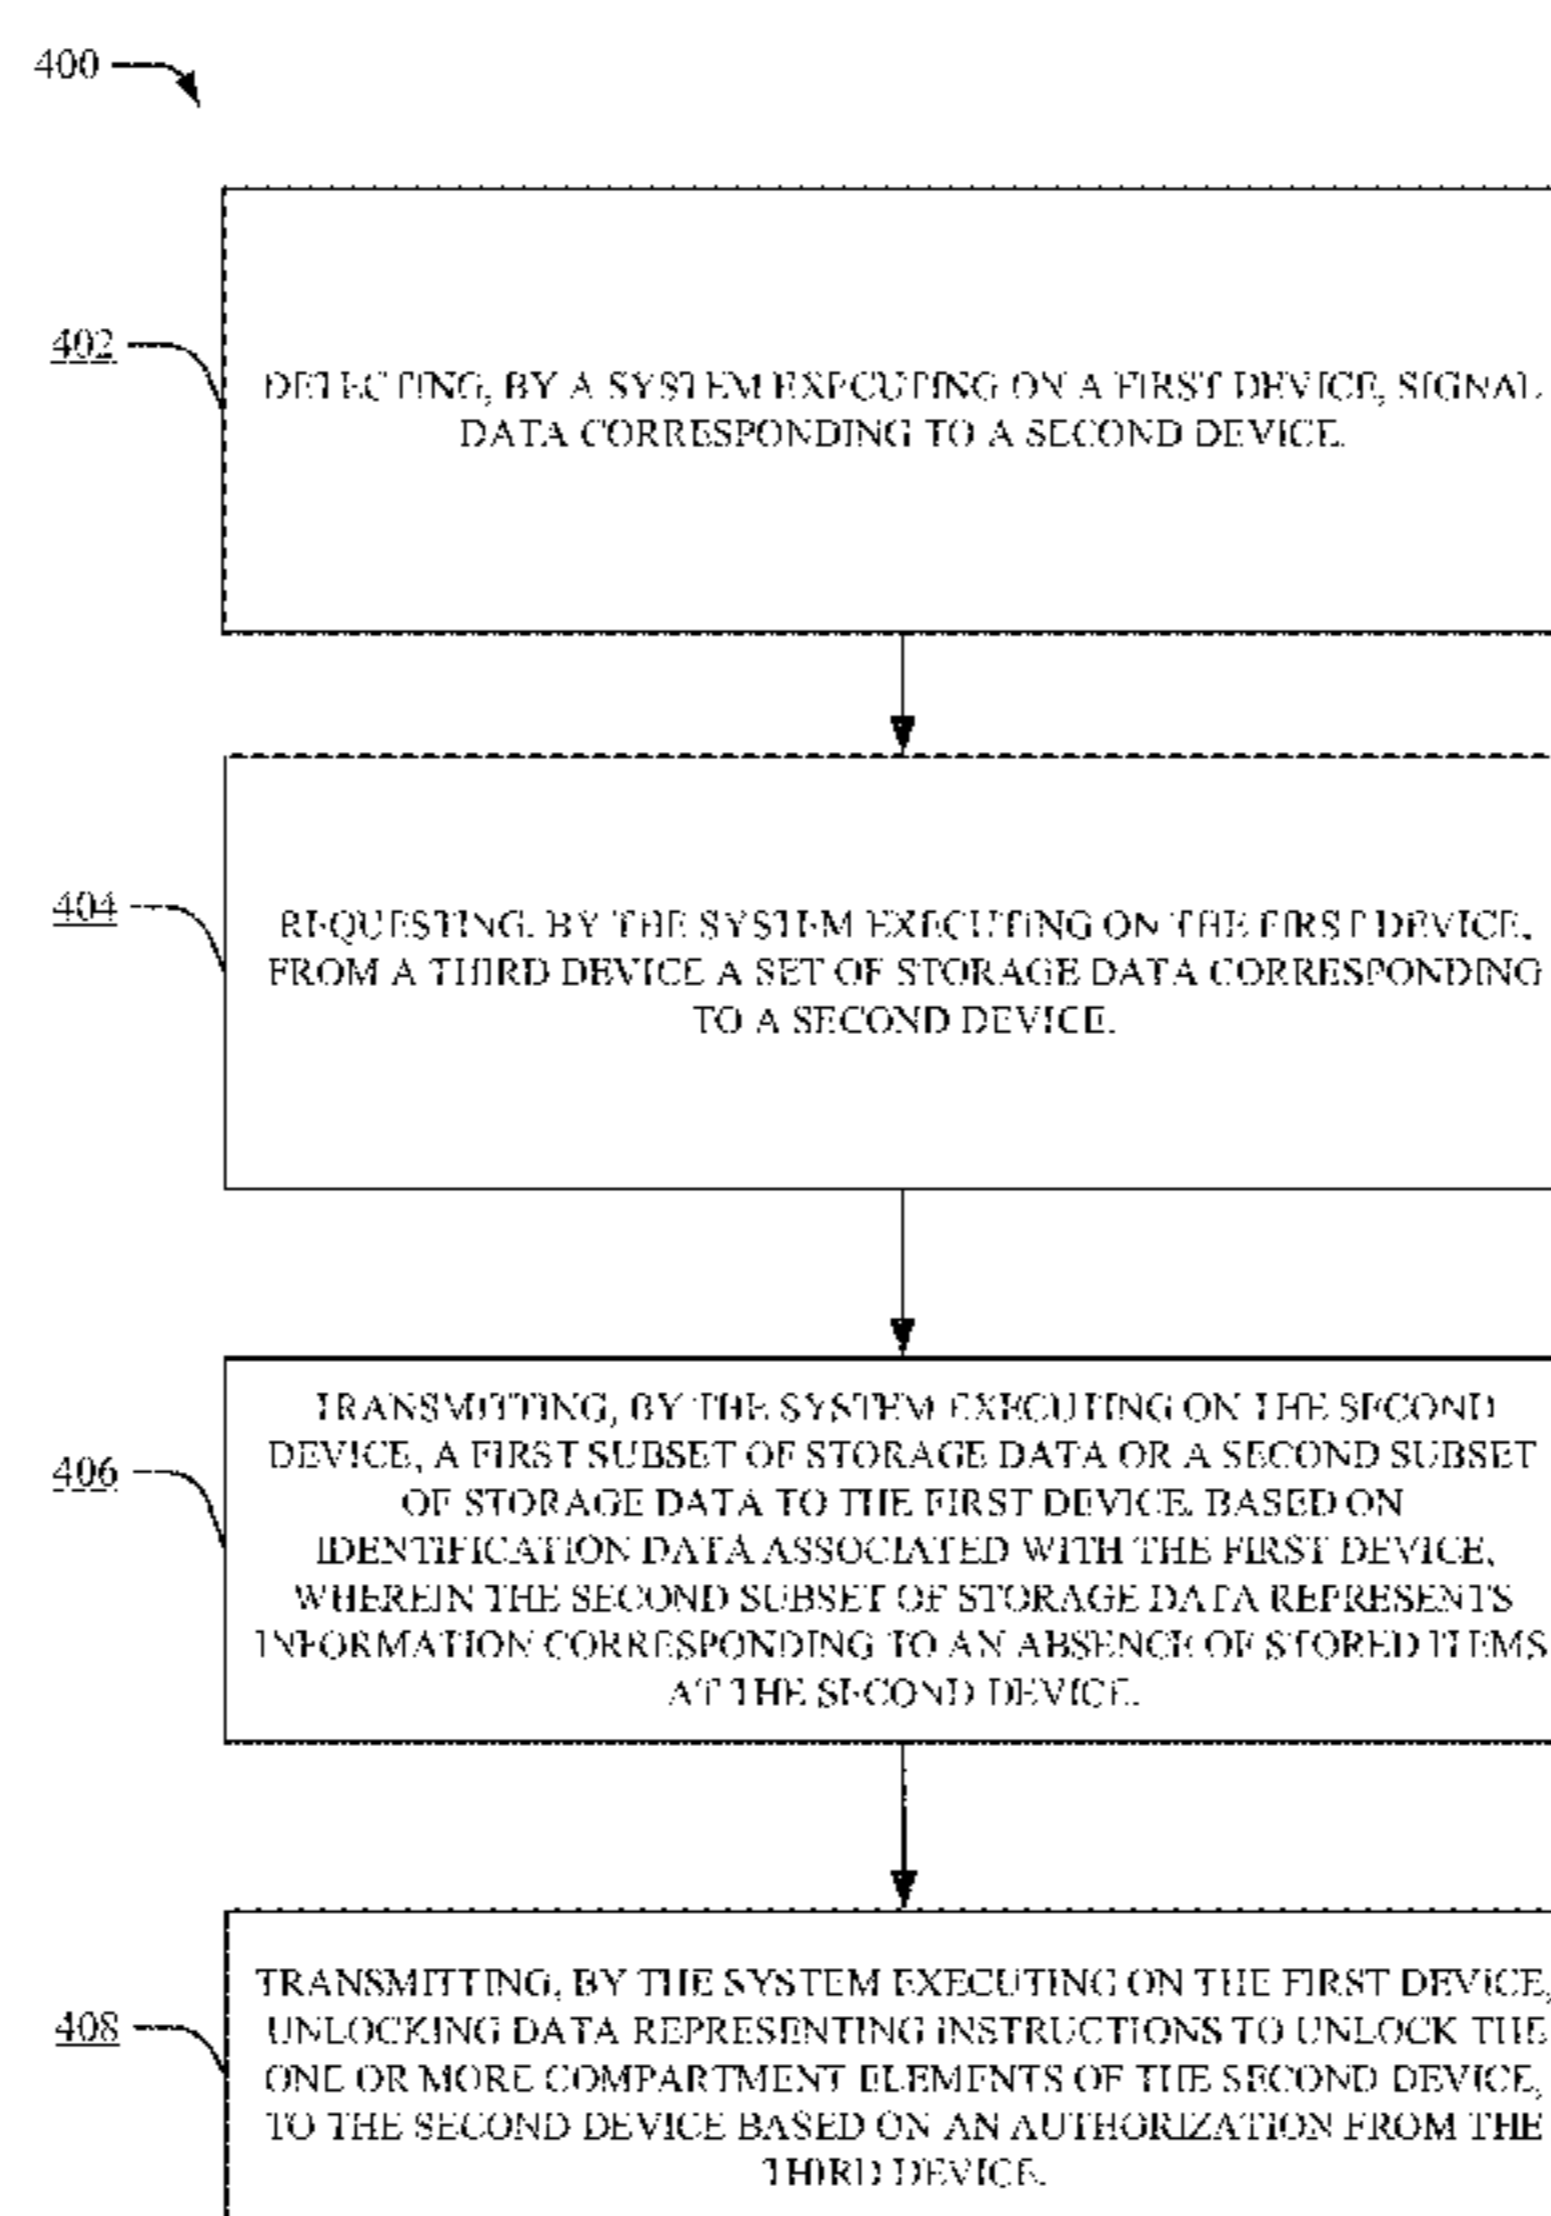 400
402
DETECTING, BY A SYSTEM EXECUTING ON A FIRST DEVICE, SIGNAL
DATA CORRESPONDING TO A SECOND DEVICE.
404
REQUESTING, BY THE SYSTEM EXECUTING ON THE FIRST DEVICE,
FROM A THIRD DEVICE A SET OF STORAGE DATA CORRESPONDING
TO A SECOND DEVICE.
406
TRANSMITTING, BY THE SYSTEM EXECUTING ON THE SECOND
DEVICE, A FIRST SUBSET OF STORAGE DATA OR A SECOND SUBSET
OF STORAGE DATA TO THE FIRST DEVICE BASED ON
IDENTIFICATION DATA ASSOCIATED WITH THE FIRST DEVICE,
WHEREIN THE SECOND SUBSET OF STORAGE DATA REPRESENTS
INFORMATION CORRESPONDING TO AN ABSENCE OF STORED ITEMS
AT THE SECOND DEVICE.
408
TRANSMITTING, BY THE SYSTEM EXECUTING ON THE FIRST DEVICE,
UNLOCKING DATA REPRESENTING INSTRUCTIONS TO UNLOCK THE
ONE OR MORE COMPARTMENT ELEMENTS OF THE SECOND DEVICE,
TO THE SECOND DEVICE BASED ON AN AUTHORIZATION FROM THE
THIRD DEVICE.